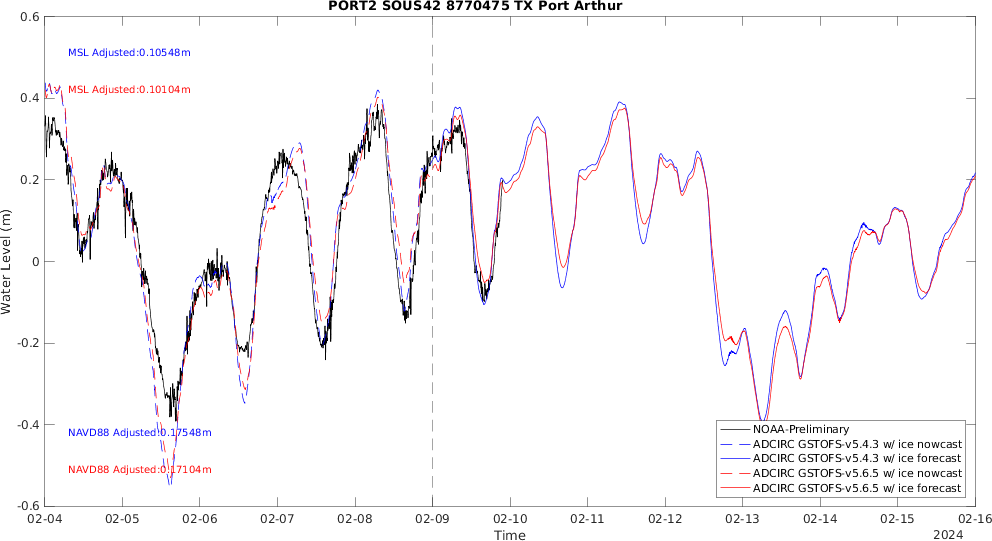 PORT2 SOUS42 8770475 TX Port Arthur
0.6
MSL Adjusted:0.10548m
MSL Adjusted:0.10104m
0.4
0.2
0
-0.2
-0.4
-0.6
Water Level (m)
NAVD88 Adjusted:0.17548m
NAVD88 Adjusted:0.17104m
NOAA-Preliminary
ADCIRC GSTOFS-v5.4.3 w/ ice nowcast
ADCIRC GSTOFS-v5.4.3 w/ ice forecast
ADCIRC GSTOFS-v5.6.5 w/ ice nowcast
ADCIRC GSTOFS-v5.6.5 w/ ice forecast
02-04 02-05 02-06 02-07 02-08 02-09 02-10 02-11 02-12 02-13 02-14 02-15 02-16
Time
2024